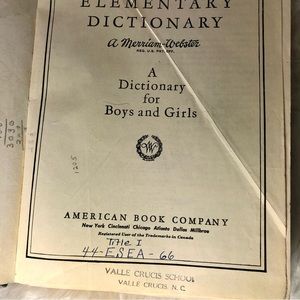 ELEMENTARY
DICTIONARY
A Merriam-Webster
REG. U.S. PAT. OFF.
A
Dictionary
for
Boys and Girls
W
1205
3030
AMERICAN BOOK COMPANY
New York Cincinnati Chicago Atlanta Dallas Millbrae
Registered User of the Trademarks in Canada
Title I
44-ESEA-66
VALLE CRUCIS SCHOOL
VALLE CRUCIS, N. C.